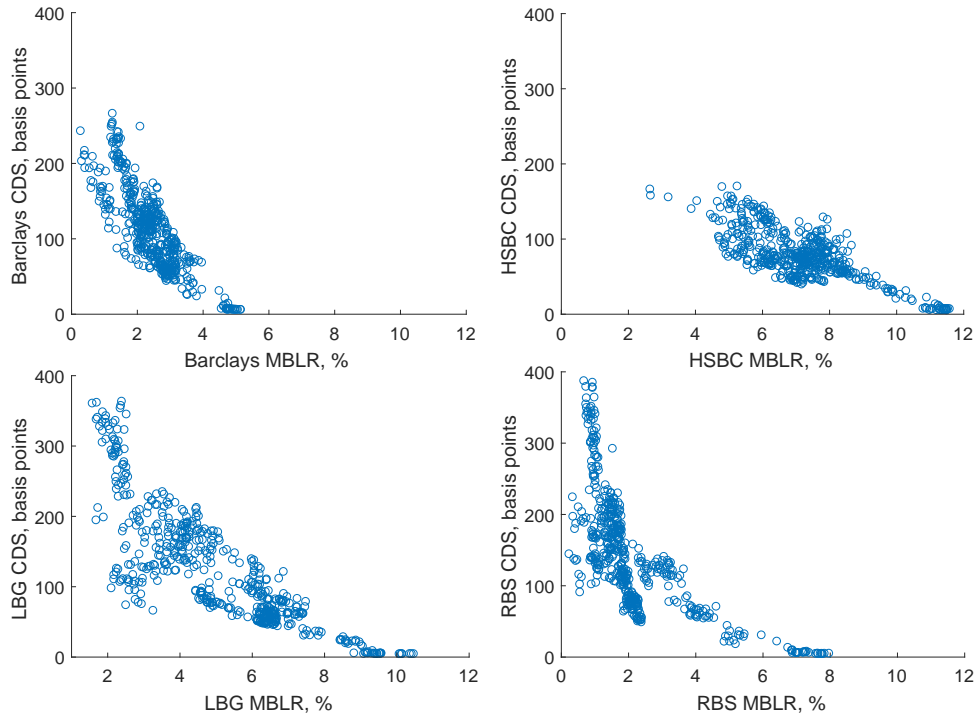 400
300
200
100
0
Barclays CDS, basis points
0 2 4 6 8 10 12
Barclays MBLR, %
400
300
200
100
0
HSBC CDS, basis points
0 2 4 6 8 10 12
HSBC MBLR, %
400
300
200
100
0
LBG CDS, basis points
2 4 6 8 10 12
LBG MBLR, %
400
300
200
100
0
RBS CDS, basis points
0 2 4 6 8 10 12
RBS MBLR, %